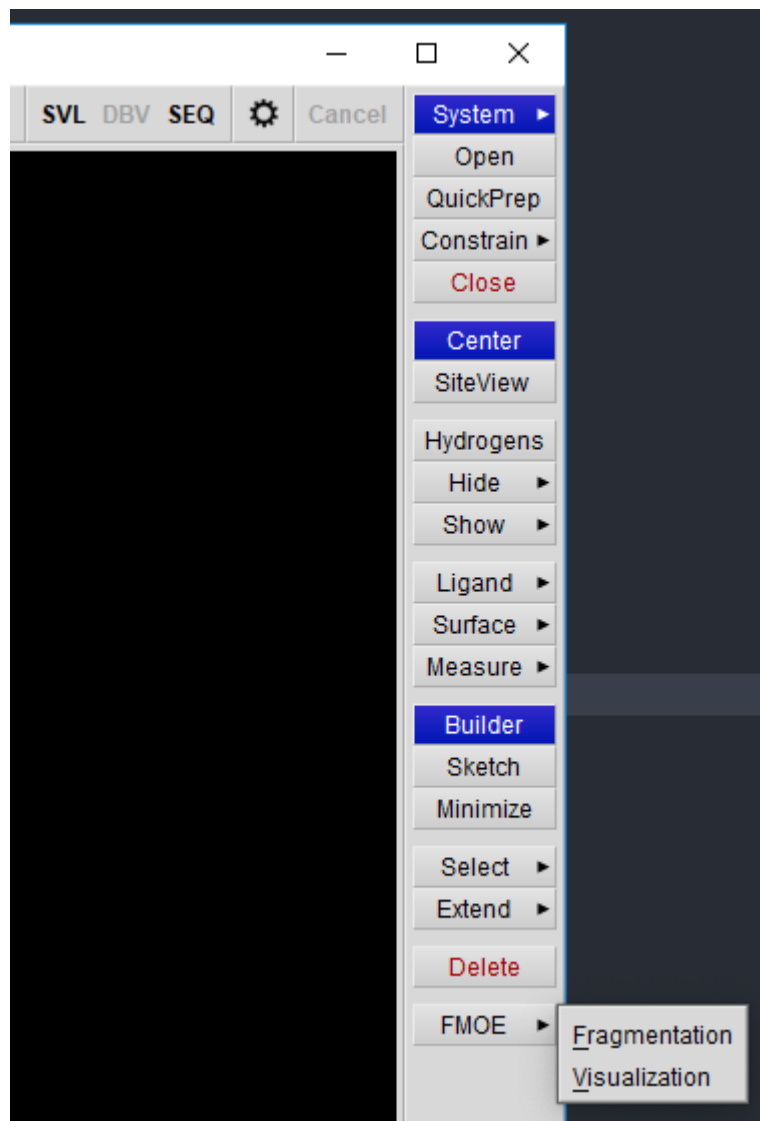 SVL DBV SEQ Cancel
System
Open
QuickPrep
Constrain
Close
Center
SiteView
Hydrogens
Hide
Show
Ligand
Surface
Measure
Builder
Sketch
Minimize
Select
Extend
Delete
FMOE
Fragmentation
Visualization